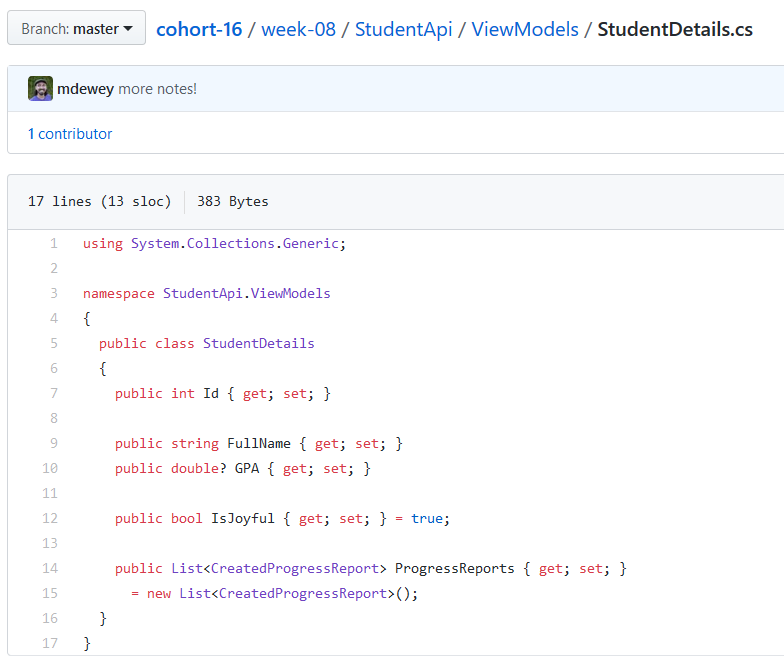 Branch: master cohort-16 / week-08 / StudentApi / ViewModels / StudentDetails.cs
mdewey more notes!
1 contributor
17 lines (13 sloc) 383 Bytes
1 using System.Collections.Generic;
2
3 namespace StudentApi.ViewModels
4 {
5 public class StudentDetails
6 {
7 public int Id { get; set; }
8
9 public string FullName { get; set; }
10 public double? GPA { get; set; }
11
12 public bool IsJoyful { get; set; } = true;
13
14 public List<CreatedProgressReport> ProgressReports { get; set; }
15 = new List<CreatedProgressReport>();
16 }
17 }